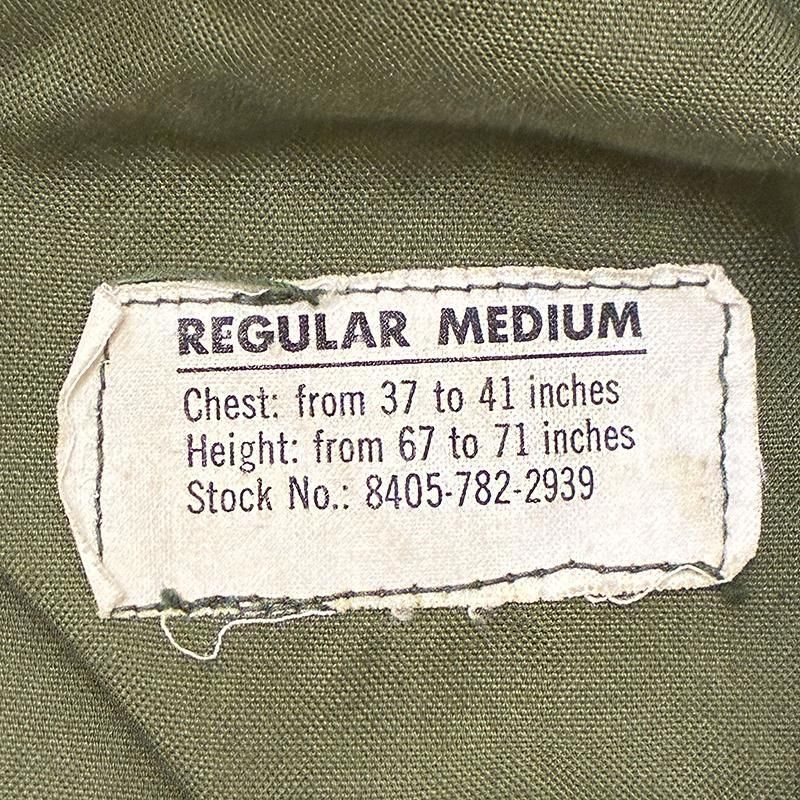 REGULAR MEDIUM
Chest: from 37 to 41 inches
Height: from 67 to 71 inches
Stock No.: 8405-782-2939